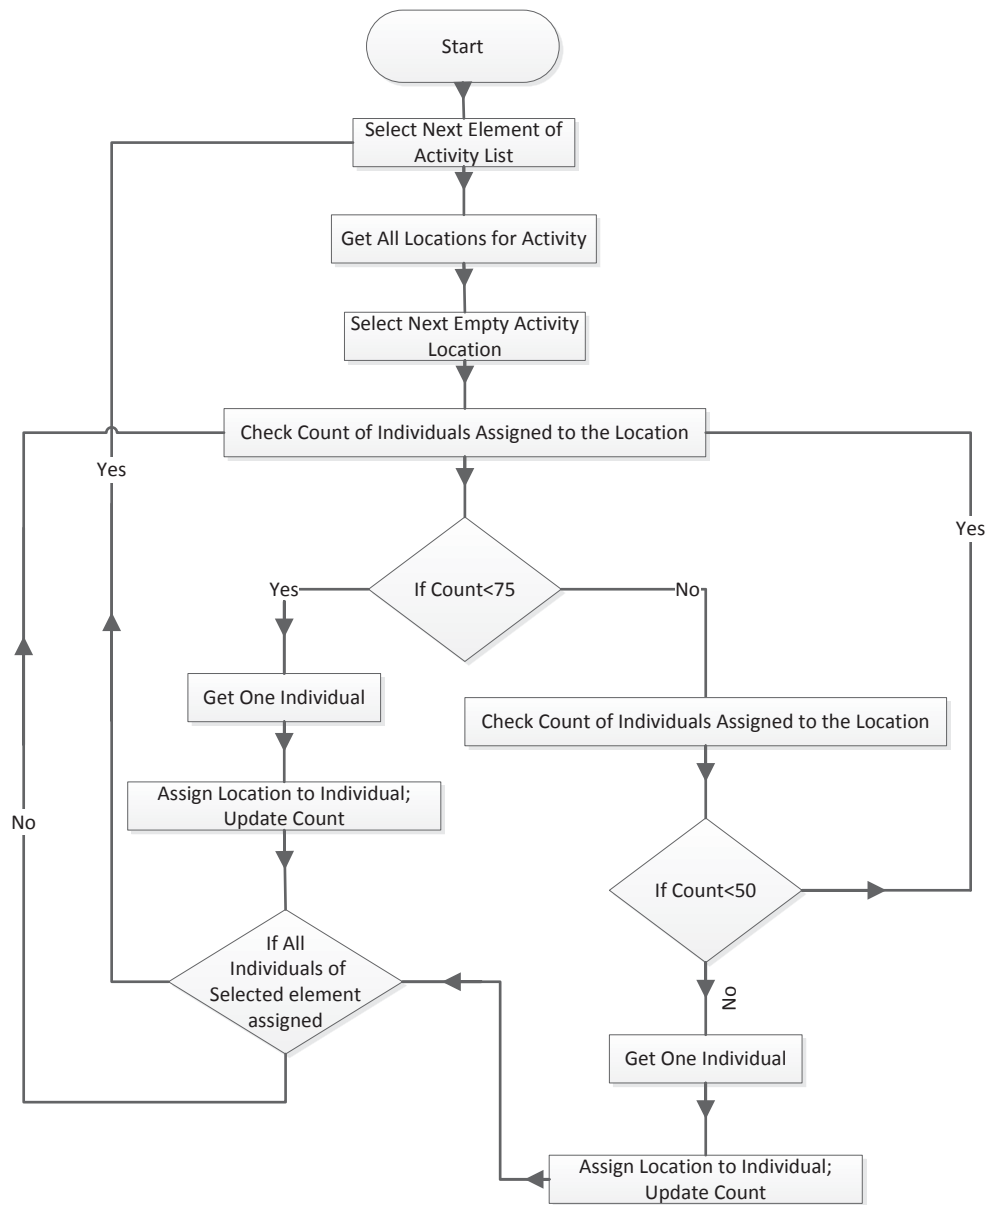 Start
Select Next Element of
Activity List
Get All Locations for Activity
Select Next Empty Activity
Location
Check Count of Individuals Assigned to the Location
Yes
Yes
If Count<75
Yes
No
Get One Individual
Check Count of Individuals Assigned to the Location
Assign Location to Individual;
Update Count
No
If Count<50
If All
Individuals of
Selected element
assigned
No
Get One Individual
Assign Location to Individual;
Update Count